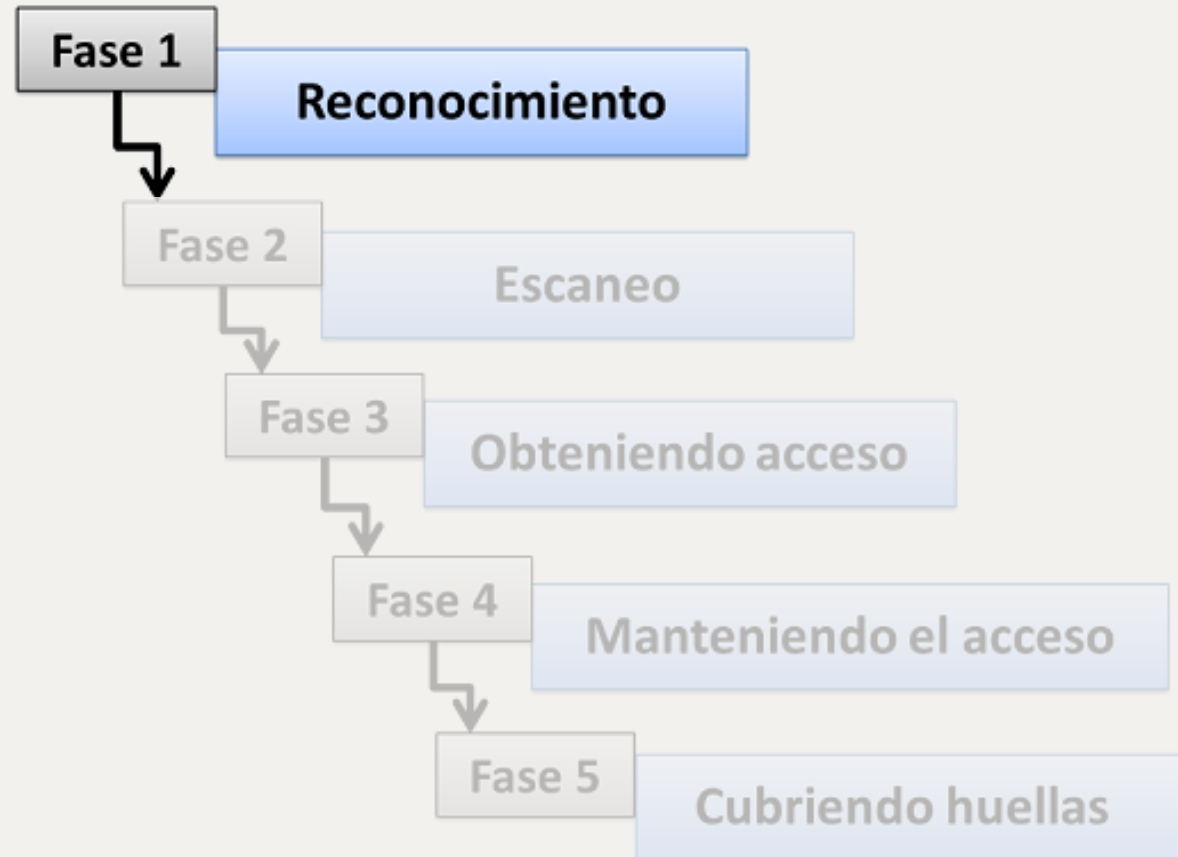 Fase 1
Reconocimiento
Fase 2
Escaneo
Fase 3
Obteniendo acceso
Fase 4
Manteniendo el acceso
Fase 5
Cubriendo huellas